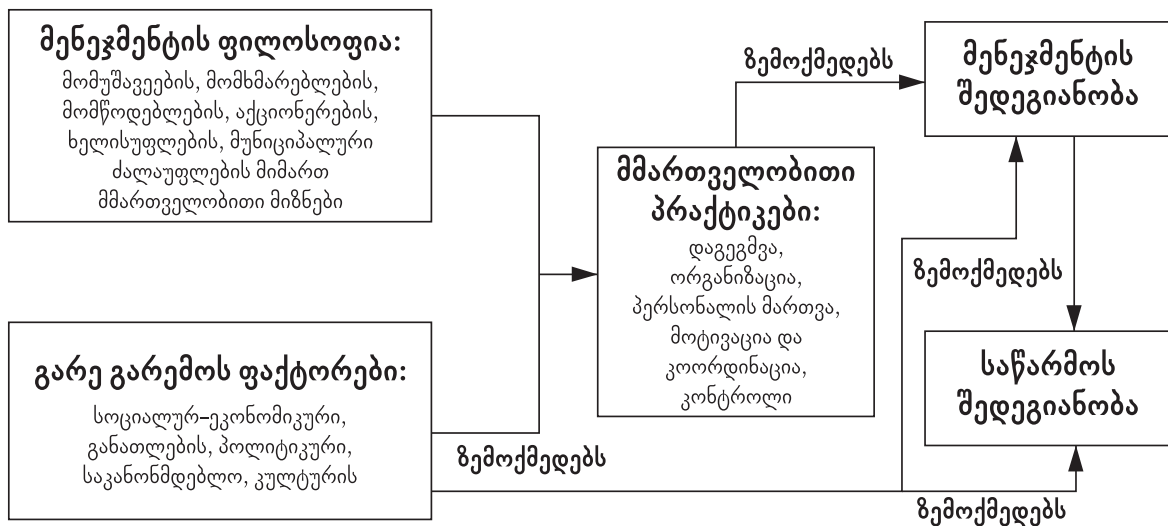 მენეჯმენტის ფილოსოფია:
მომუშავეების, მომხმარებლების,
მომწოდებლების, აქციონერების,
ხელისუფლების, მუნიციპალური
ძალაუფლების მიმართ
მმართველობითი მიზნები
გარე გარემოს ფაქტორები:
სოციალურ–ეკონომიკური,
განათლების, პოლიტიკური,
საკანონმდებლო, კულტურის
ზემოქმედებს
მმართველობითი
პრაქტიკები:
დაგეგმვა,
ორგანიზაცია,
პერსონალის მართვა,
მოტივაცია და
კოორდინაცია,
კონტროლი
ზემოქმედებს
მენეჯმენტის
შედეგიანობა
ზემოქმედებს
საწარმოს
შედეგიანობა
ზემოქმედებს